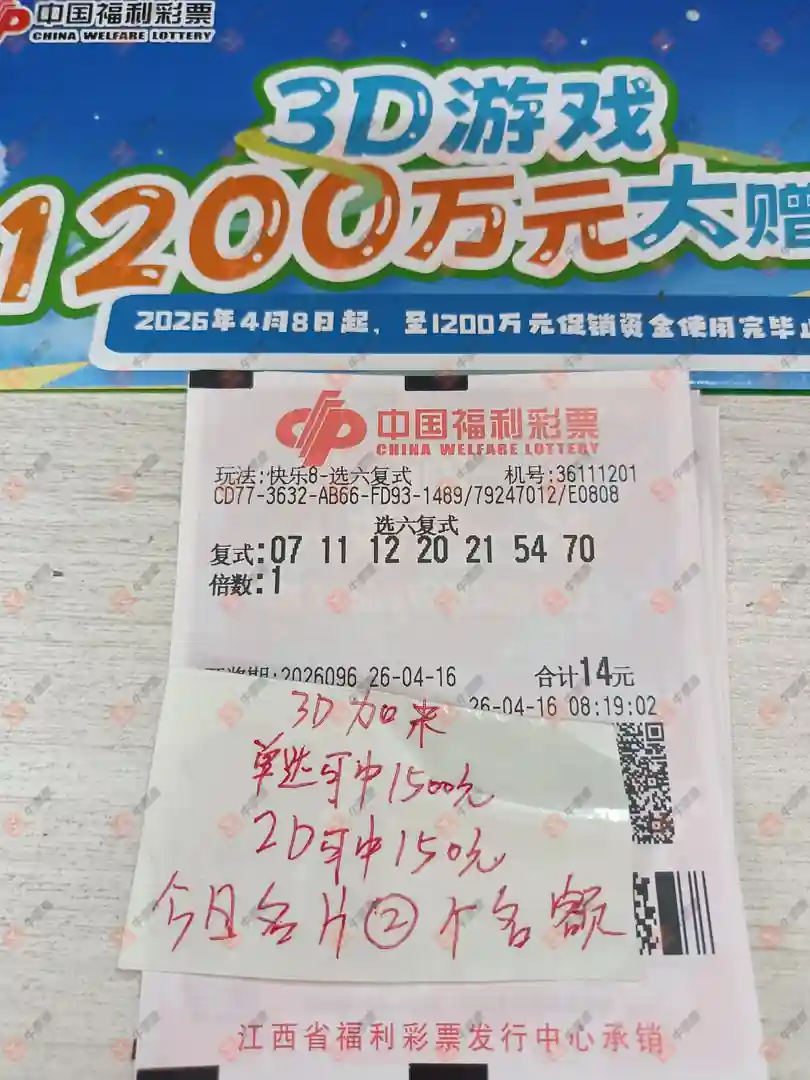 中国福利彩票
CHINA WELFARE LOTTERY
3D游戏
1200万元大赠
2026年4月8日起，至1200万元促销资金使用完毕止
中国福利彩票
CHINA WELFARE LOTTERY
玩法:快乐8-选六复式 机号:36111201
CD77-3632-AB66-FD93-1489/79247012/E0808
选六复式
复式:07 11 12 20 21 54 70
倍数:1
开奖期:2026096 26-04-16 合计14元
26-04-16 08:19:02
3D加来
单选可中1500元
2D可中150元
今日名片②个名额
江西省福利彩票发行中心承销